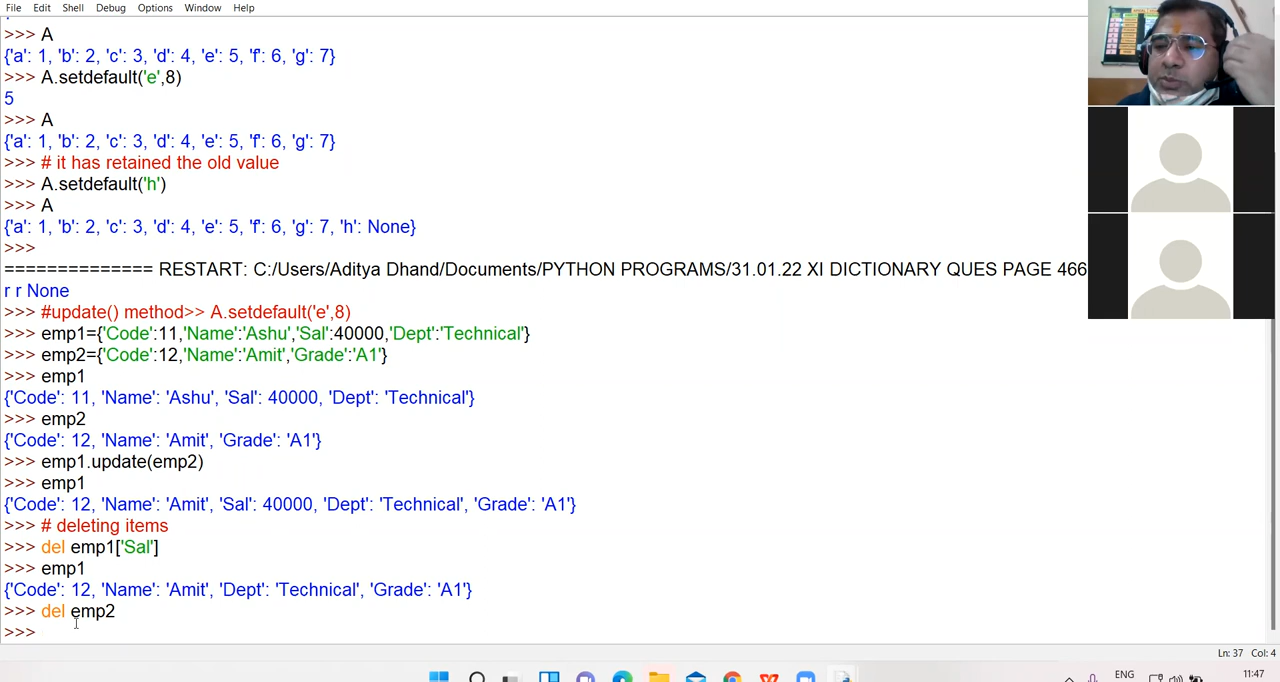 File Edit Shell Debug Options Window Help
>>> A
{'a': 1, 'b': 2, 'c': 3, 'd': 4, 'e': 5, 'f': 6, 'g': 7}
>>> A.setdefault('e',8)
5
>>> A
{'a': 1, 'b': 2, 'c': 3, 'd': 4, 'e': 5, 'f': 6, 'g': 7}
>>> # it has retained the old value
>>> A.setdefault('h')
>>> A
{'a': 1, 'b': 2, 'c': 3, 'd': 4, 'e': 5, 'f': 6, 'g': 7, 'h': None}
>>>
============== RESTART: C:/Users/Aditya Dhand/Documents/PYTHON PROGRAMS/31.01.22 XI DICTIONARY QUES PAGE 466
r r None
>>> #update() method>> A.setdefault('e',8)
>>> emp1={'Code':11,'Name':'Ashu','Sal':40000,'Dept':'Technical'}
>>> emp2={'Code':12,'Name':'Amit','Grade':'A1'}
>>> emp1
{'Code': 11, 'Name': 'Ashu', 'Sal': 40000, 'Dept': 'Technical'}
>>> emp2
{'Code': 12, 'Name': 'Amit', 'Grade': 'A1'}
>>> emp1.update(emp2)
>>> emp1
{'Code': 12, 'Name': 'Amit', 'Sal': 40000, 'Dept': 'Technical', 'Grade': 'A1'}
>>> # deleting items
>>> del emp1['Sal']
>>> emp1
{'Code': 12, 'Name': 'Amit', 'Dept': 'Technical', 'Grade': 'A1'}
>>> del emp2
>>>
Ln: 37 Col: 4
ENG 11:47